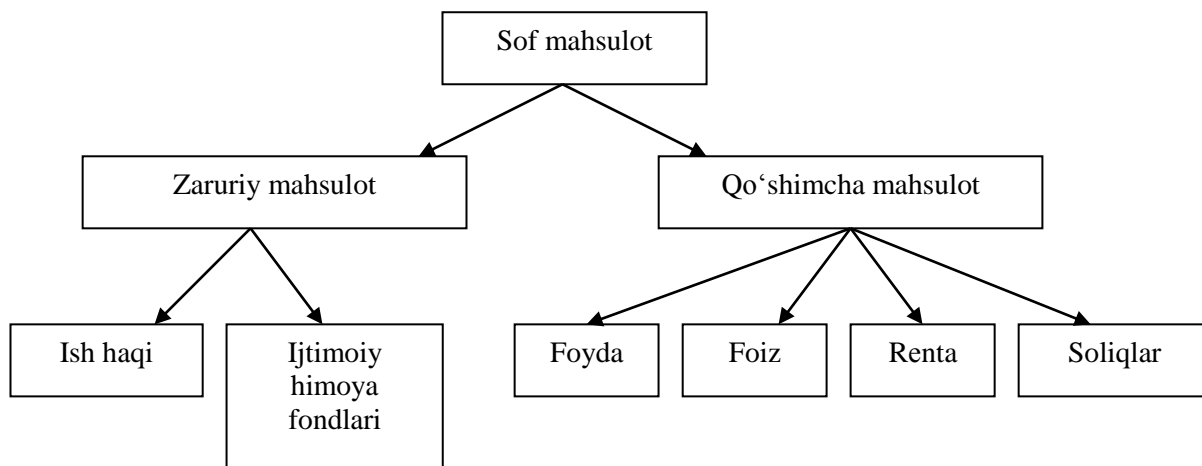 Sof mahsulot
Zaruriy mahsulot
Qo‘shimcha mahsulot
Ish haqi
Ijtimoiy
himoya
fondlari
Foyda
Foiz
Renta
Soliqlar